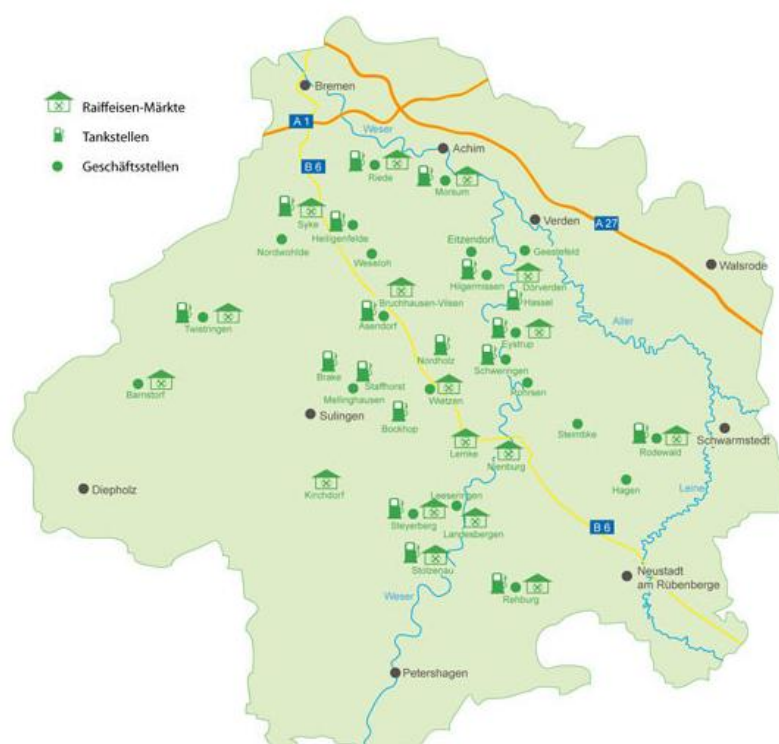 Bremen
Raiffeisen-Märkte
Tankstellen
Geschäftsstellen
A 1
Weser
Achim
B 6
Riede
Morsum
Syke
Heiligenfelde
Verden
A 27
Nordwohlde
Weseloh
Eitzendorf
Geestefeld
Walsrode
Hilgermissen
Dörverden
Bruchhausen-Vilsen
Hassel
Twistringen
Asendorf
Aller
Eystrup
Nordholz
Schweringen
Brake
Staffhorst
Barnstorf
Mellinghausen
Wietzen
Rohrsen
Sulingen
Bockhop
Steimbke
Schwarmstedt
Lemke
Nienburg
Rodewald
Kirchdorf
Hagen
Diepholz
Leeseringen
Leine
Steyerberg
Landesbergen
B 6
Stolzenau
Neustadt
am Rübenberge
Rehburg
Weser
Petershagen